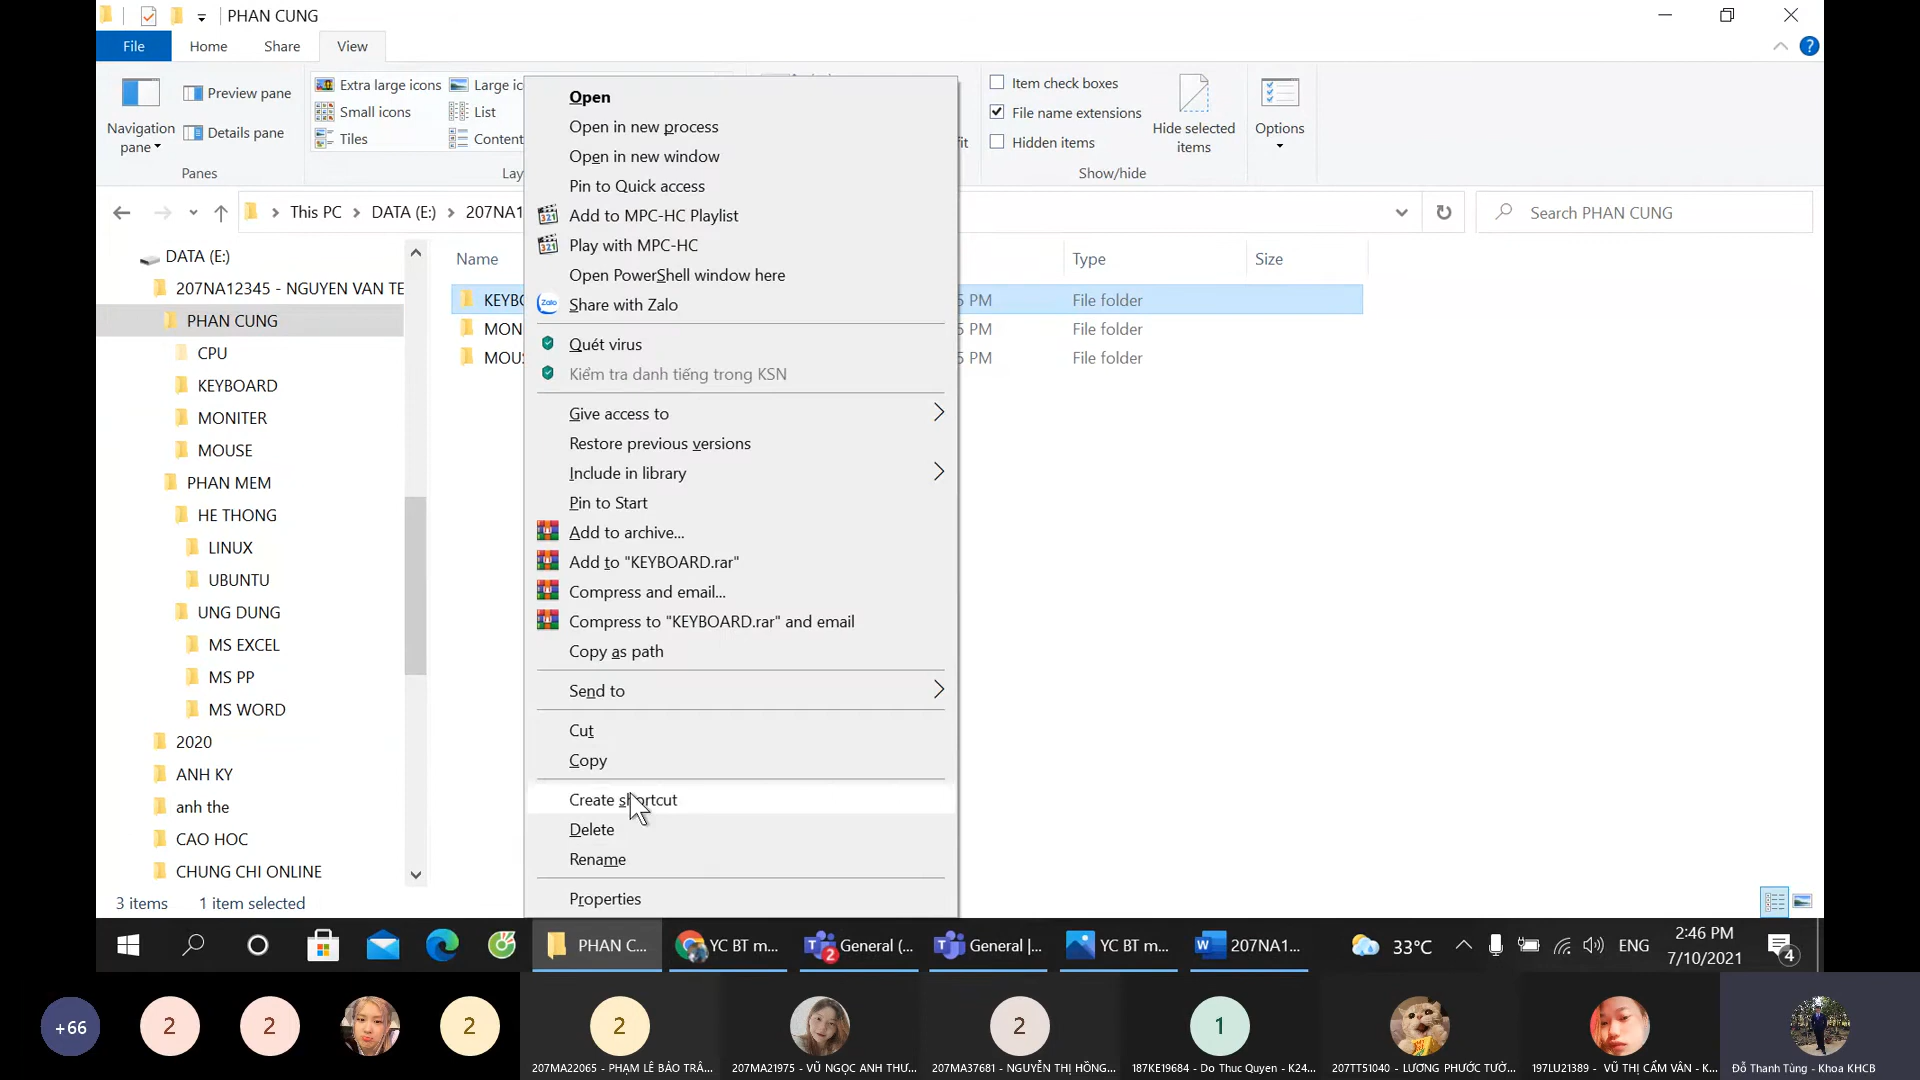 PHAN CUNG
File
Home
Share
View
Navigation pane
Preview pane
Details pane
Panes
Extra large icons
Large ic
Small icons
List
Tiles
Content
Lay
Item check boxes
File name extensions
Hidden items
Show/hide
Hide selected items
Options
This PC > DATA (E:) > 207NA1
Search PHAN CUNG
DATA (E:)
207NA12345 - NGUYEN VAN TE
PHAN CUNG
CPU
KEYBOARD
MONITER
MOUSE
PHAN MEM
HE THONG
LINUX
UBUNTU
UNG DUNG
MS EXCEL
MS PP
MS WORD
2020
ANH KY
anh the
CAO HOC
CHUNG CHI ONLINE
Name
Type
Size
KEYBO
5 PM
File folder
MON
5 PM
File folder
MOUS
5 PM
File folder
Open
Open in new process
Open in new window
Pin to Quick access
Add to MPC-HC Playlist
Play with MPC-HC
Open PowerShell window here
Share with Zalo
Quét virus
Kiểm tra danh tiếng trong KSN
Give access to
Restore previous versions
Include in library
Pin to Start
Add to archive...
Add to "KEYBOARD.rar"
Compress and email...
Compress to "KEYBOARD.rar" and email
Copy as path
Send to
Cut
Copy
Create shortcut
Delete
Rename
Properties
3 items
1 item selected
PHAN C...
YC BT m...
General (...
General |...
YC BT m...
207NA1...
33°C
ENG
2:46 PM
7/10/2021
4
+66
2
2
2
2
2
1
207MA22065 - PHẠM LÊ BẢO TRÂ...
207MA21975 - VŨ NGỌC ANH THƯ...
207MA37681 - NGUYỄN THỊ HỒNG...
187KE19684 - Do Thuc Quyen - K24...
207TT51040 - LƯƠNG PHƯỚC TƯỜ...
197LU21389 - VŨ THỊ CẨM VÂN - K...
Đỗ Thanh Tùng - Khoa KHCB